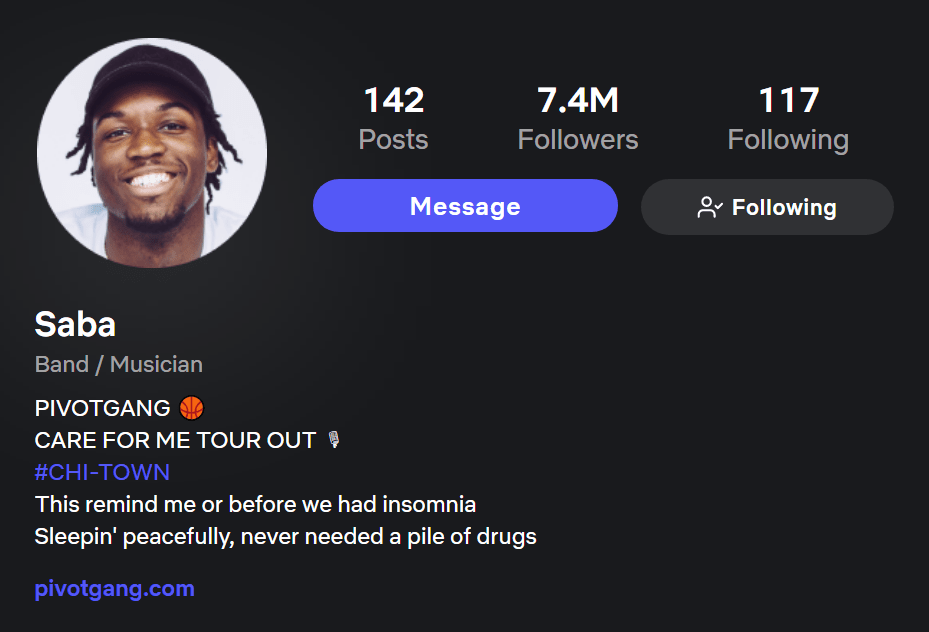 142
7.4M
117
Posts
Followers
Following
Message
Following
Saba
Band / Musician
PIVOTGANG 🏀
CARE FOR ME TOUR OUT 🎙
#CHI-TOWN
This remind me or before we had insomnia
Sleepin' peacefully, never needed a pile of drugs
pivotgang.com